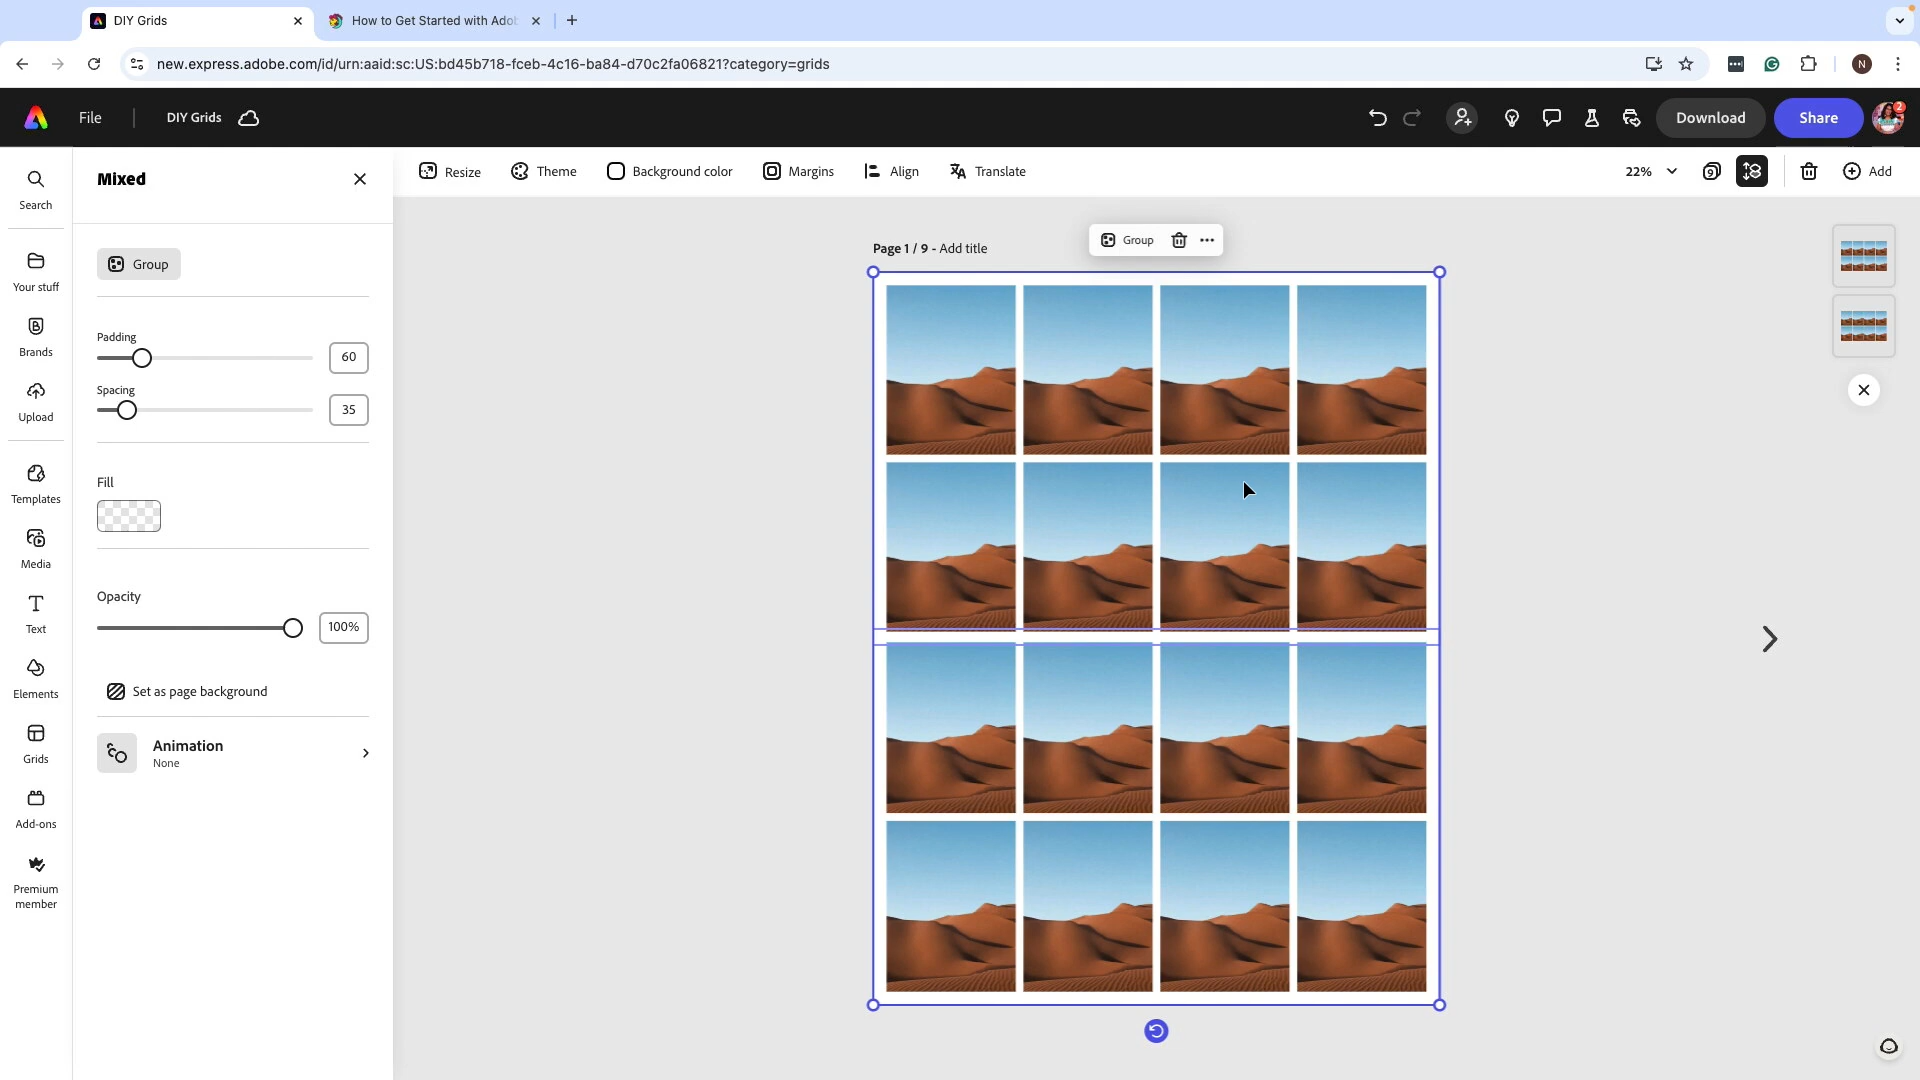 DIY Grids
How to Get Started with Adob
new.express.adobe.com/id/urn:aaid:sc:US:bd45b718-fceb-4c16-ba84-d70c2fa06821?category=grids
N
File
DIY Grids
Download
Share
2
Search
Your stuff
B
Brands
Upload
Templates
Media
T
Text
Elements
Grids
Add-ons
Premium
member
Mixed
Group
Padding
60
Spacing
35
Fill
Opacity
100%
Set as page background
Animation
None
Resize
Theme
Background color
Margins
Align
Translate
22%
9
Add
Page 1 / 9 - Add title
Group